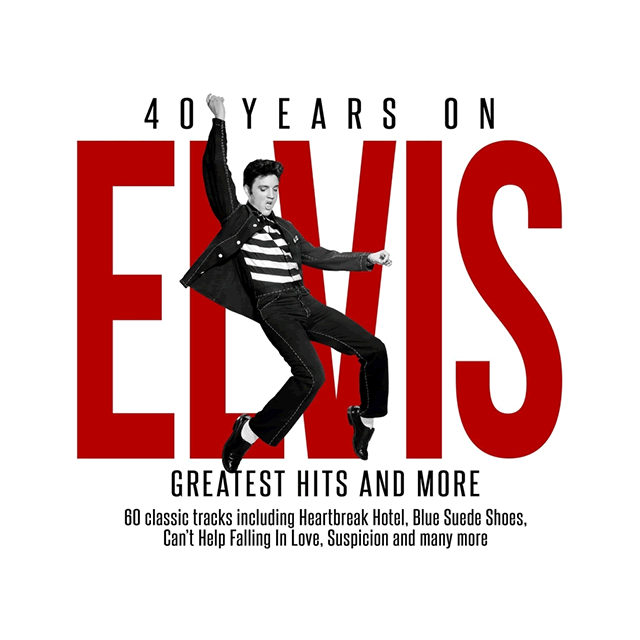 40 YEARS ON
ELVIS
GREATEST HITS AND MORE
60 classic tracks including Heartbreak Hotel, Blue Suede Shoes,
Can't Help Falling In Love, Suspicion and many more